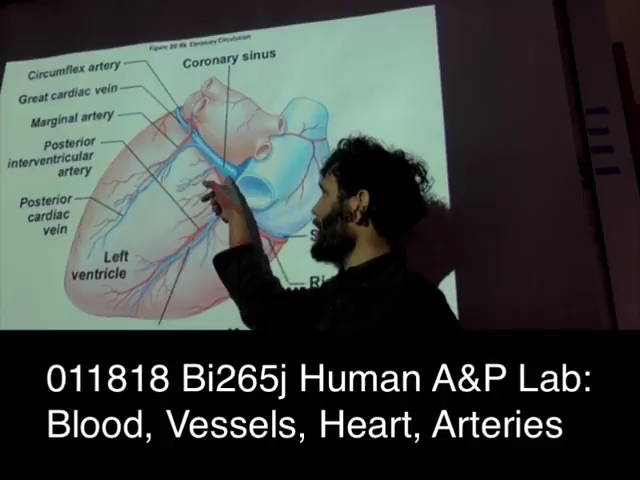 Figure 20-9b Coronary Circulation
Circumflex artery
Coronary sinus
Great cardiac vein
Marginal artery
Posterior
interventricular
artery
Posterior
cardiac
vein
Left
ventricle
011818 Bi265j Human A&P Lab:
Blood, Vessels, Heart, Arteries